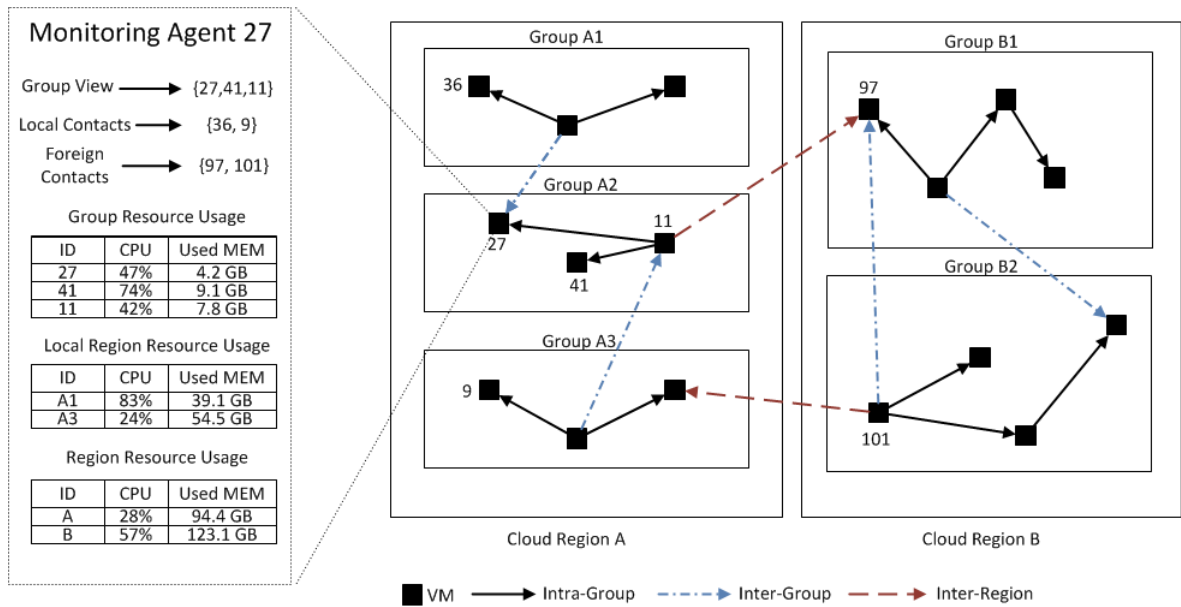 Monitoring Agent 27
Group View {27,41,11}
Local Contacts {36, 9}
Foreign
Contacts {97, 101}
Group Resource Usage
ID CPU Used MEM
27 47% 4.2 GB
41 74% 9.1 GB
11 42% 7.8 GB
Local Region Resource Usage
ID CPU Used MEM
A1 83% 39.1 GB
A3 24% 54.5 GB
Region Resource Usage
ID CPU Used MEM
A 28% 94.4 GB
B 57% 123.1 GB
Group A1
36
Group A2
27
11
41
Group A3
9
Cloud Region A
Group B1
97
Group B2
101
Cloud Region B
VM Intra-Group Inter-Group Inter-Region